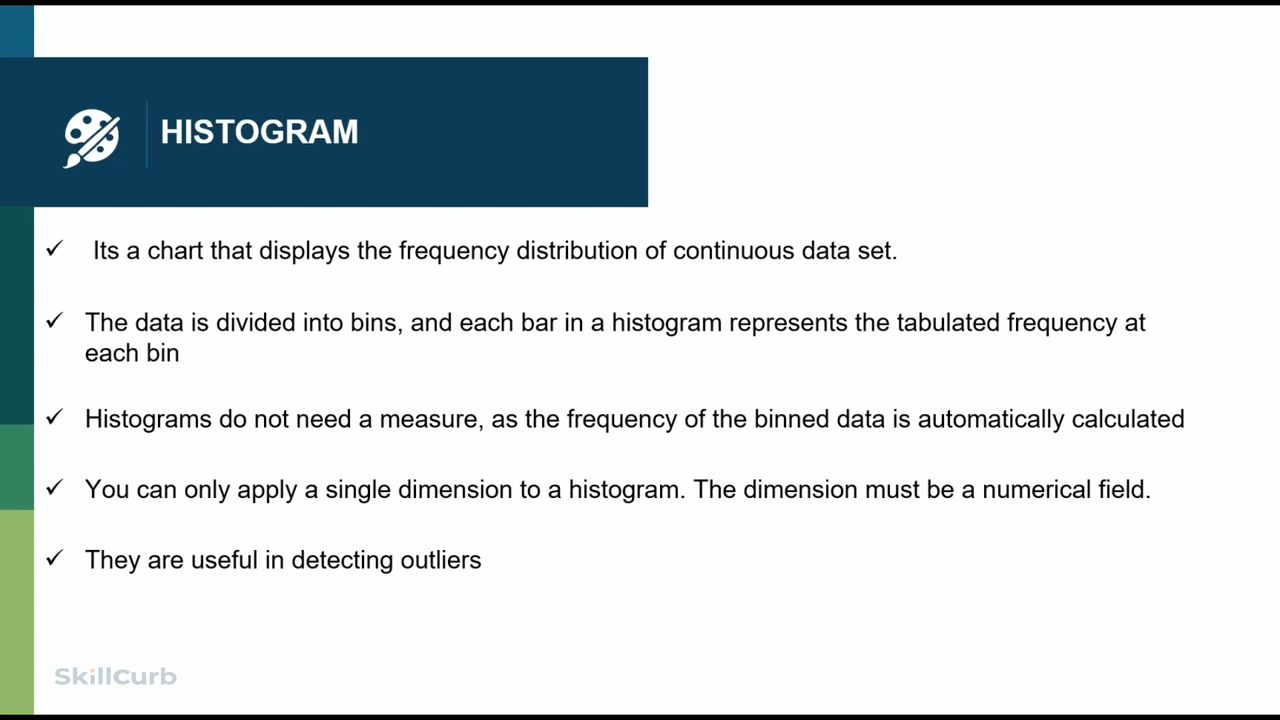 HISTOGRAM
✓ Its a chart that displays the frequency distribution of continuous data set.
✓ The data is divided into bins, and each bar in a histogram represents the tabulated frequency at
each bin
✓ Histograms do not need a measure, as the frequency of the binned data is automatically calculated
✓ You can only apply a single dimension to a histogram. The dimension must be a numerical field.
✓ They are useful in detecting outliers
SkillCurb